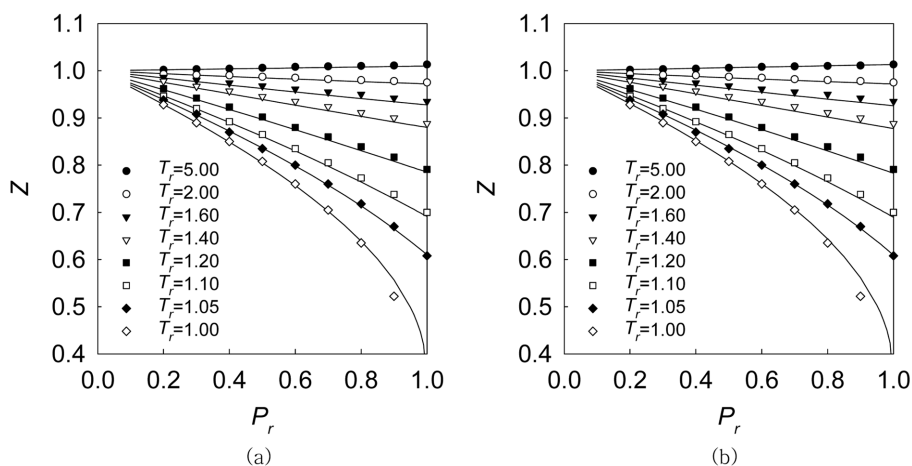 1.1
1.0
0.9
0.8
0.7
0.6
0.5
0.4
Z
T_r=5.00
T_r=2.00
T_r=1.60
T_r=1.40
T_r=1.20
T_r=1.10
T_r=1.05
T_r=1.00
0.0 0.2 0.4 0.6 0.8 1.0
P_r
(a)
1.1
1.0
0.9
0.8
0.7
0.6
0.5
0.4
Z
T_r=5.00
T_r=2.00
T_r=1.60
T_r=1.40
T_r=1.20
T_r=1.10
T_r=1.05
T_r=1.00
0.0 0.2 0.4 0.6 0.8 1.0
P_r
(b)